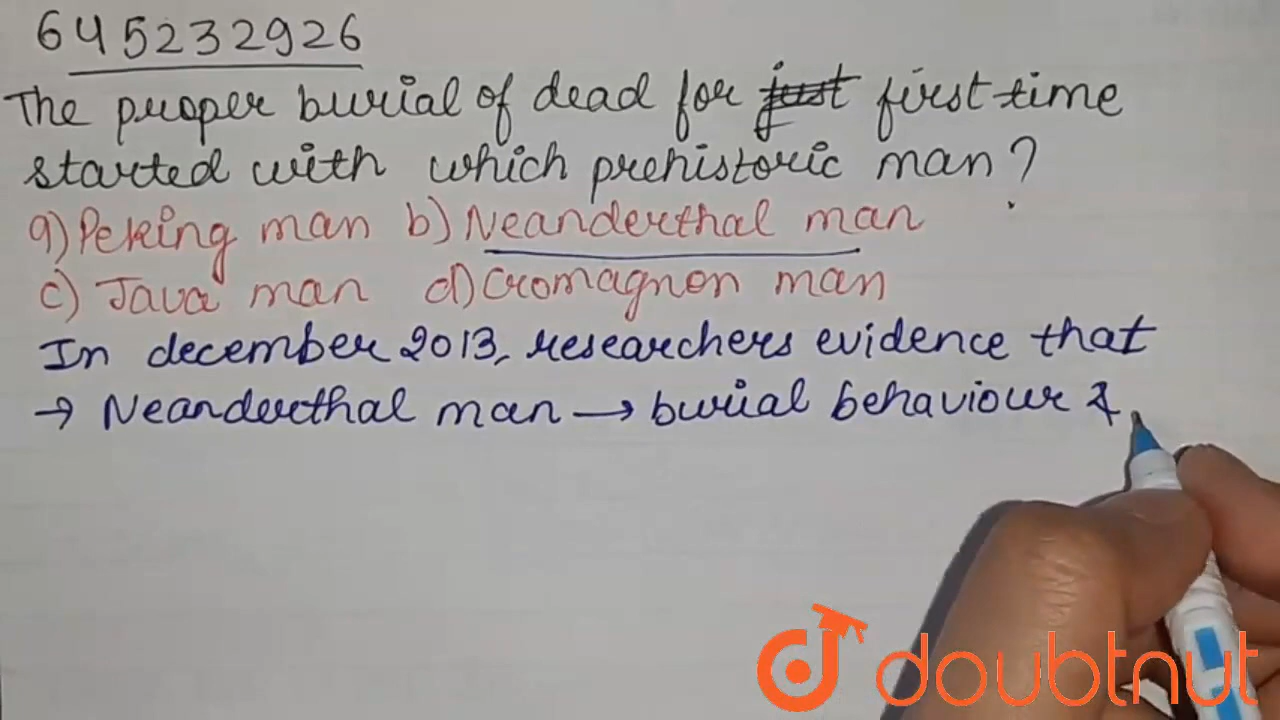 645232926
The proper burial of dead for just first time
started with which prehistoric man?
a) Peking man b) Neanderthal man
c) Java man d) Cromagnon man
In december 2013, researchers evidence that
→ Neanderthal man → burial behaviour &
doubtnut